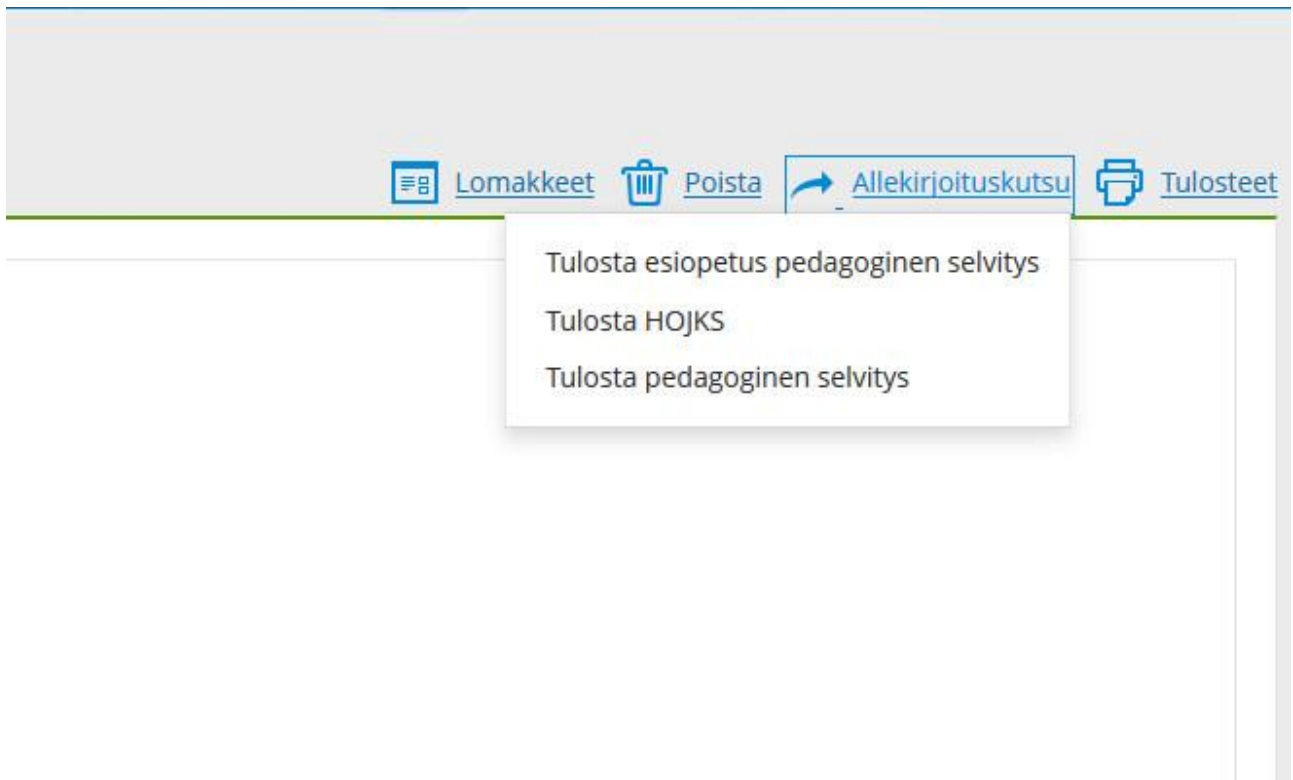 Lomakkeet Poista Allekirjoituskutsu Tulosteet
Tulosta esiopetus pedagoginen selvitys
Tulosta HOJKS
Tulosta pedagoginen selvitys